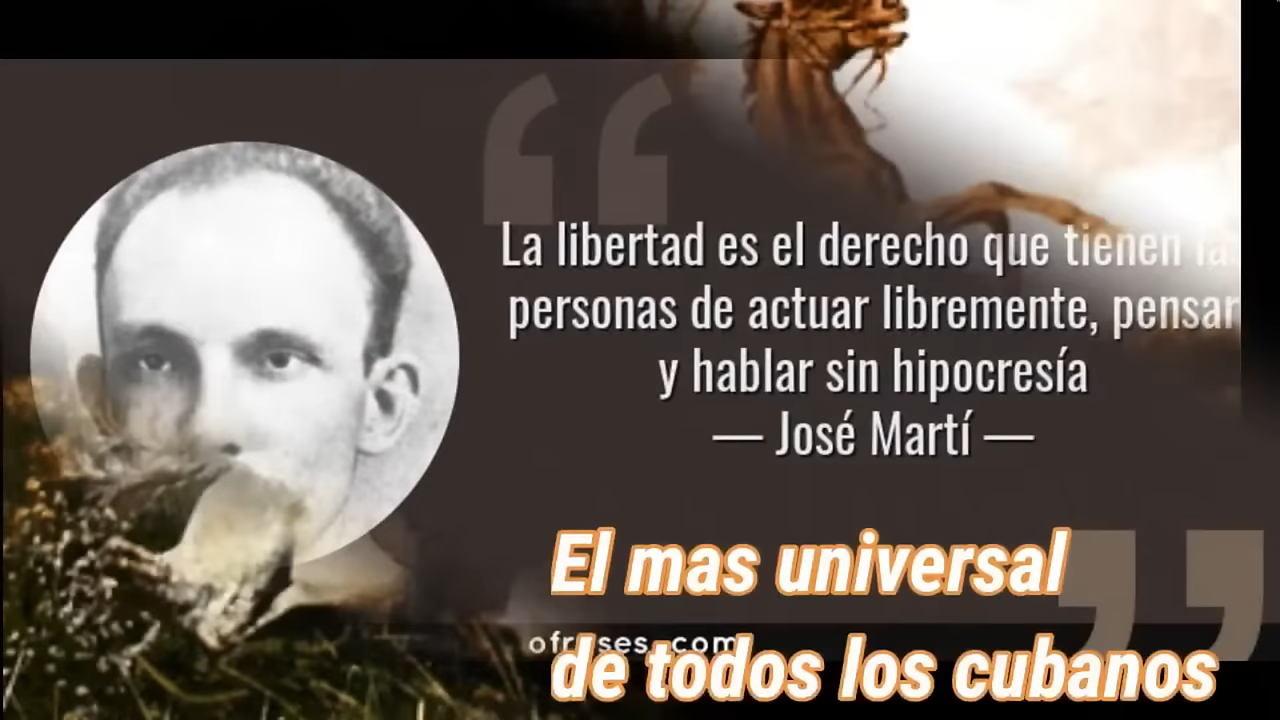 La libertad es el derecho que tienen la
personas de actuar libremente, pensar
y hablar sin hipocresía
— José Martí —
El mas universal
de todos los cubanos